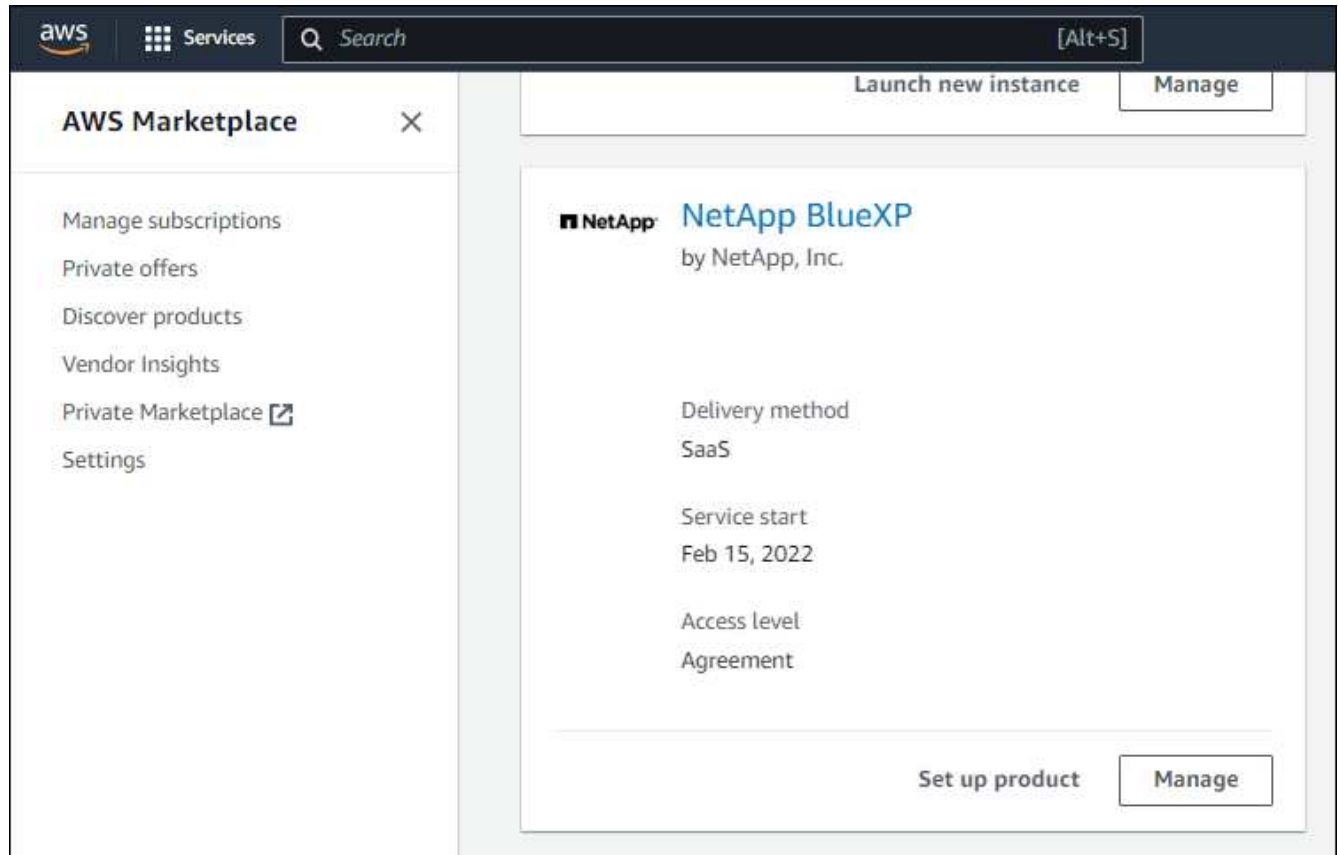 aws
Services
Search
[Alt+S]
AWS Marketplace
Manage subscriptions
Private offers
Discover products
Vendor Insights
Private Marketplace
Settings
Launch new instance
Manage
NetApp
NetApp BlueXP
by NetApp, Inc.
Delivery method
SaaS
Service start
Feb 15, 2022
Access level
Agreement
Set up product
Manage